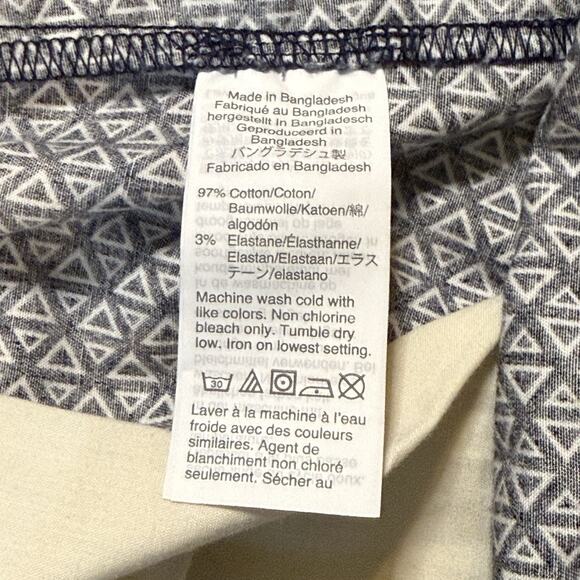 Made in Bangladesh
Fabriqué au Bangladesh
hergestellt in Bangladesch
Geproduceerd in
Bangladesh
バングラデシュ製
Fabricado en Bangladesh
97% Cotton/Coton/
Baumwolle/Katoen/綿/
algodón
3% Elastane/Élasthanne/
Elastan/Elastaan/エラス
テーン/elastano
Machine wash cold with
like colors. Non chlorine
bleach only. Tumble dry
low. Iron on lowest setting.
30
Laver à la machine à l'eau
froide avec des couleurs
similaires. Agent de
blanchiment non chloré
seulement. Sécher au